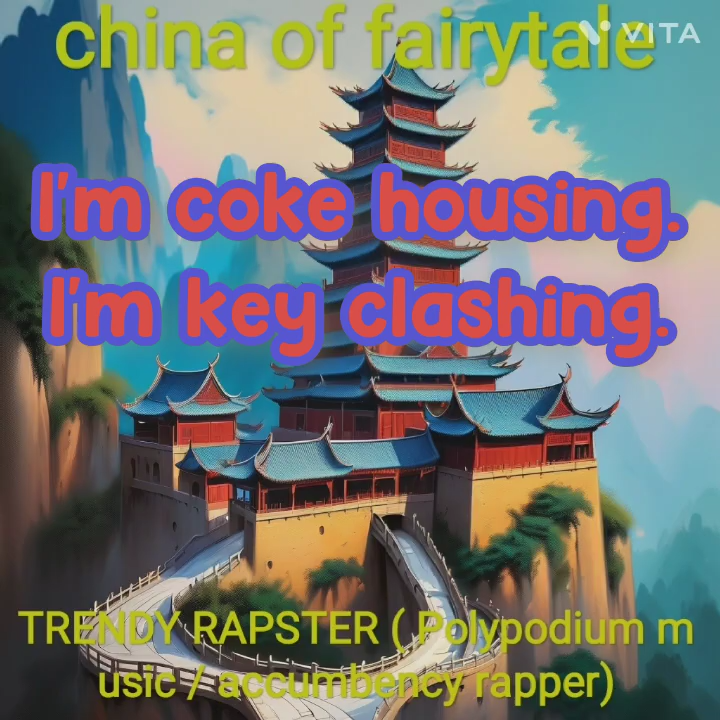 china of fairytale
VITA
I'm coke housing.
I'm key clashing.
TRENDY RAPSTER ( Polypodium m
usic / accumbency rapper)